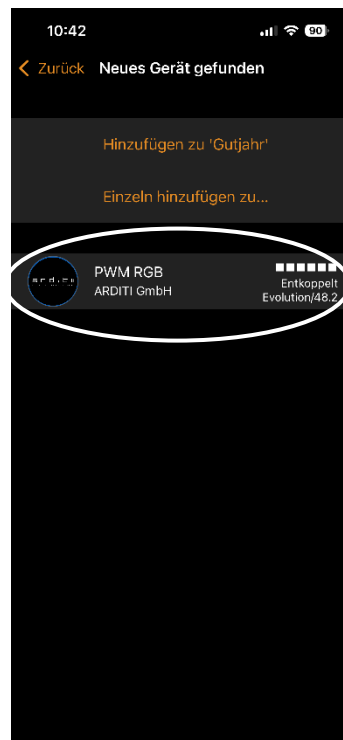 10:42
90
Zurück Neues Gerät gefunden
Hinzufügen zu 'Gutjahr'
Einzeln hinzufügen zu...
PWM RGB
ARDITI GmbH
Entkoppelt
Evolution/48.2